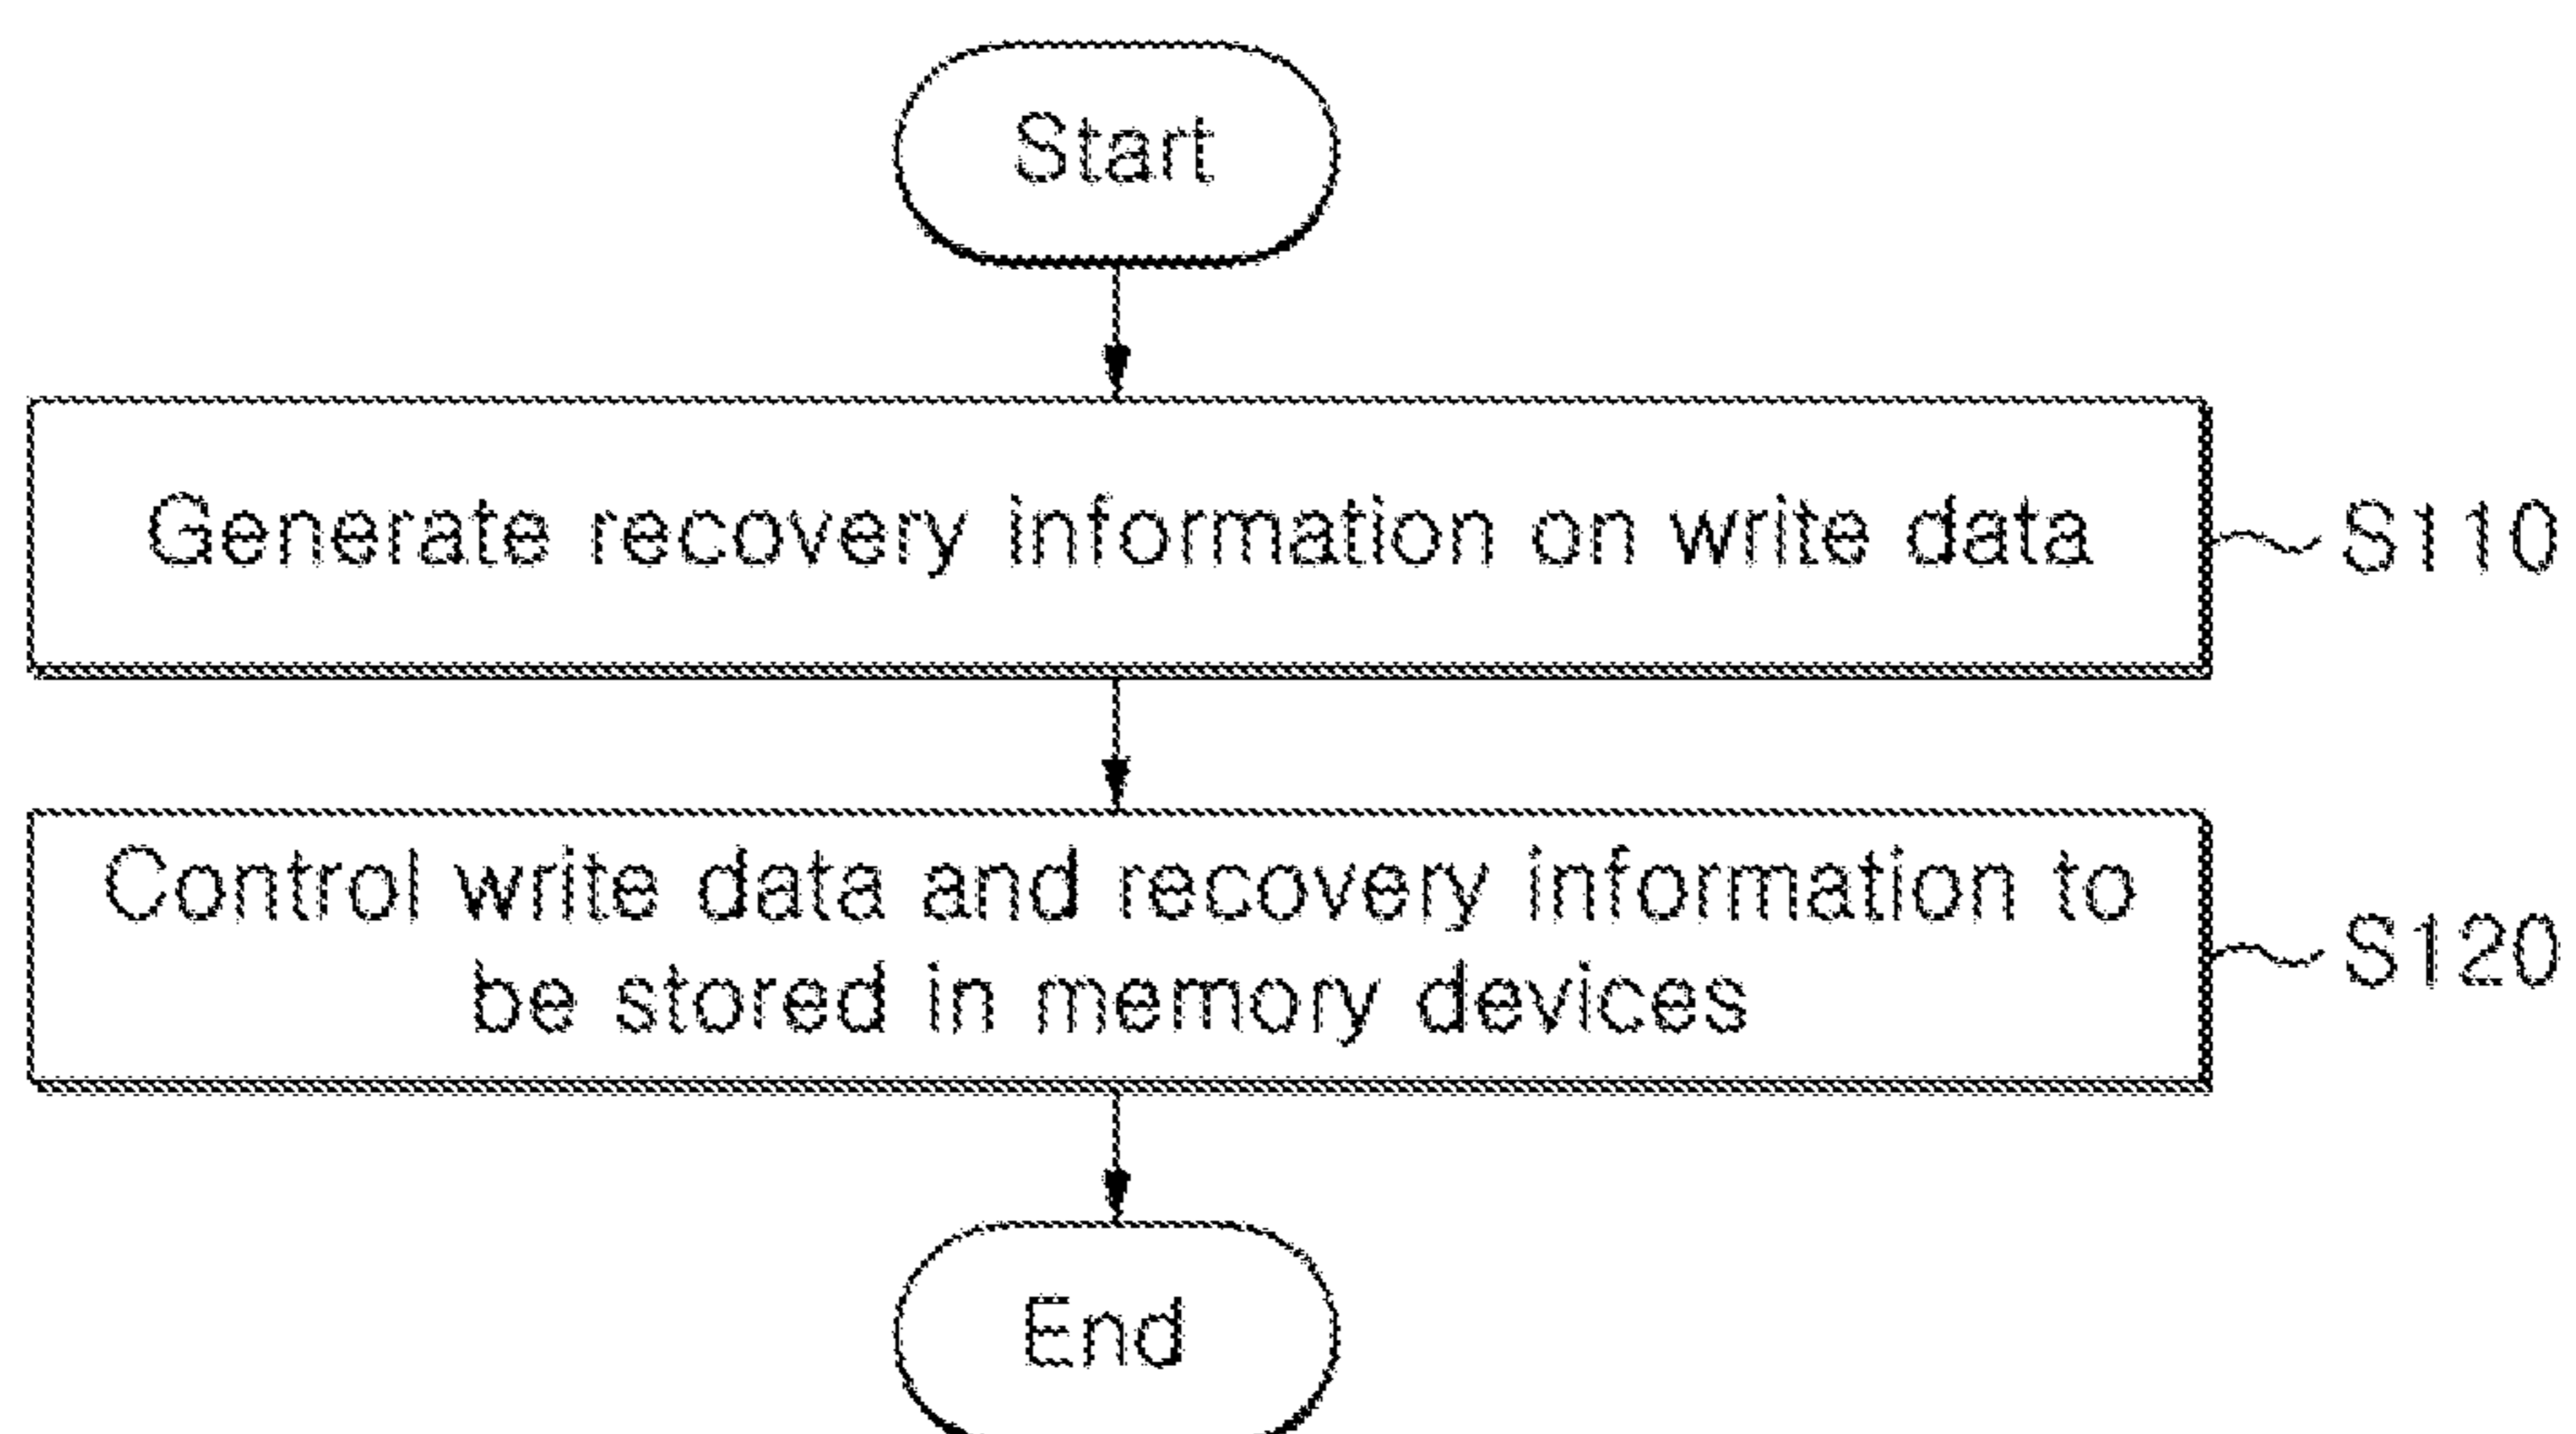 Start
Generate recovery information on write data
S110
Control write data and recovery information to
be stored in memory devices
S120
End